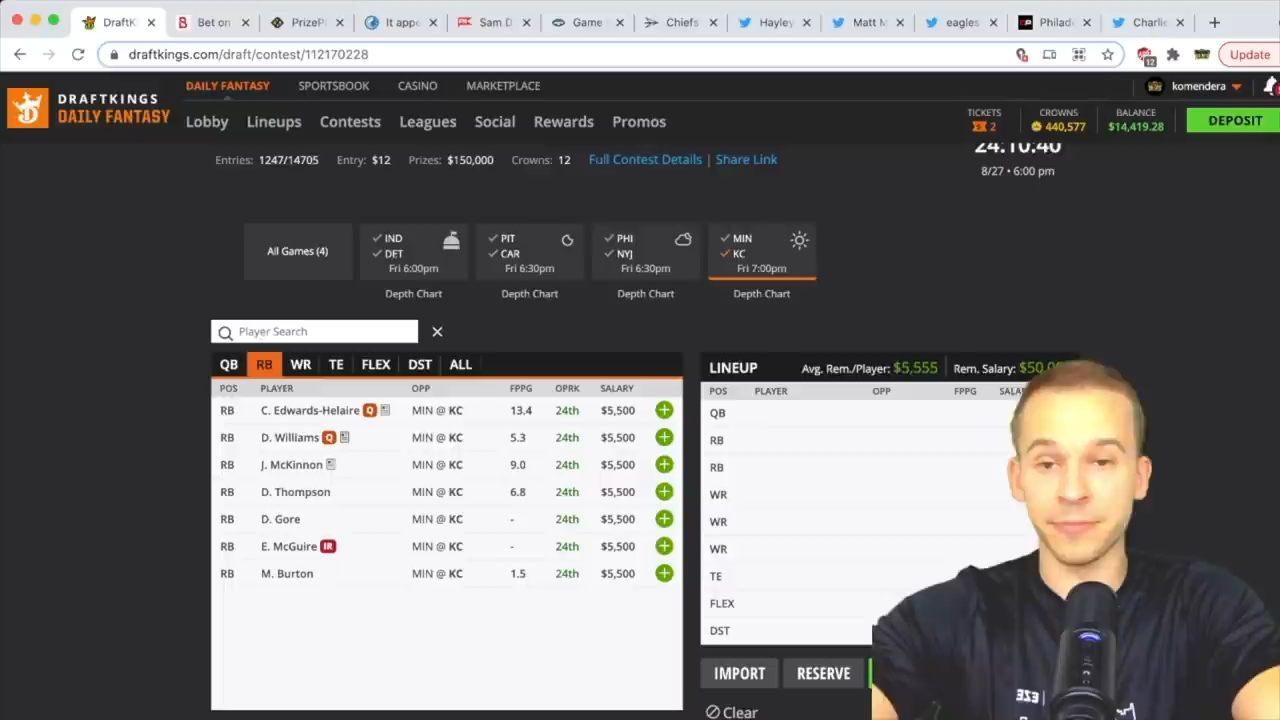 DraftKi
Bet on
PrizePi
It appe
Sam D
Game
Chiefs
Hayley
Matt M
eagles
Philad
Charlie
draftkings.com/draft/contest/112170228
12
Update
DRAFTKINGS
DAILY FANTASY
DAILY FANTASY SPORTSBOOK CASINO MARKETPLACE
komendera
Lobby Lineups Contests Leagues Social Rewards Promos
TICKETS
2
CROWNS
440,577
BALANCE
$14,419.28
DEPOSIT
Entries: 1247/14705 Entry: $12 Prizes: $150,000 Crowns: 12 Full Contest Details | Share Link
24:10:40
8/27 • 6:00 pm
All Games (4)
IND
DET
Fri 6:00pm
Depth Chart
PIT
CAR
Fri 6:30pm
Depth Chart
PHI
NYJ
Fri 6:30pm
Depth Chart
MIN
KC
Fri 7:00pm
Depth Chart
Player Search
QB RB WR TE FLEX DST ALL
POS PLAYER OPP FPPG OPRK SALARY
RB C. Edwards-Helaire Q MIN @ KC 13.4 24th $5,500
RB D. Williams Q MIN @ KC 5.3 24th $5,500
RB J. McKinnon MIN @ KC 9.0 24th $5,500
RB D. Thompson MIN @ KC 6.8 24th $5,500
RB D. Gore MIN @ KC - 24th $5,500
RB E. McGuire IR MIN @ KC - 24th $5,500
RB M. Burton MIN @ KC 1.5 24th $5,500
LINEUP Avg. Rem./Player: $5,555 Rem. Salary: $50,0
POS PLAYER OPP FPPG SALA
QB
RB
RB
WR
WR
WR
TE
FLEX
DST
IMPORT RESERVE
Clear